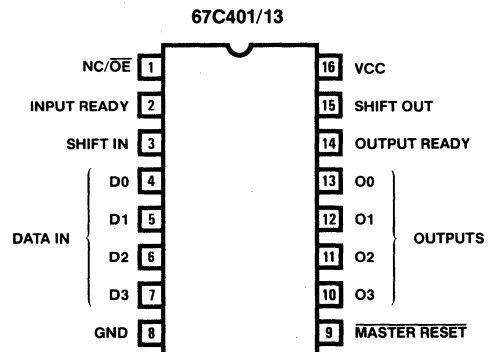 67C401/13
NC/OE 1
INPUT READY 2
SHIFT IN 3
D0 4
D1 5
DATA IN
D2 6
D3 7
GND 8
16 VCC
15 SHIFT OUT
14 OUTPUT READY
13 O0
12 O1
OUTPUTS
11 O2
10 O3
9 MASTER RESET